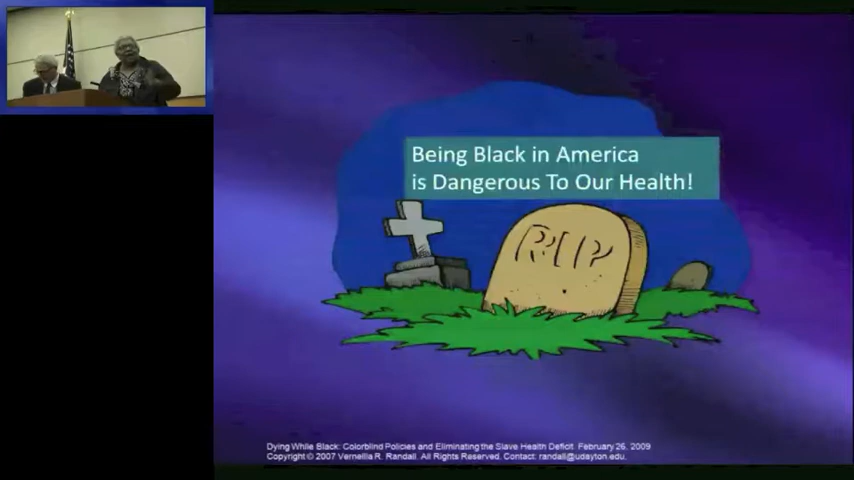 Being Black in America
is Dangerous To Our Health!
RIP
Dying While Black: Colorblind Policies and Eliminating the Slave Health Deficit. February 26, 2009
Copyright © 2007 Vernellia R. Randall. All Rights Reserved. Contact: randall@udayton.edu.